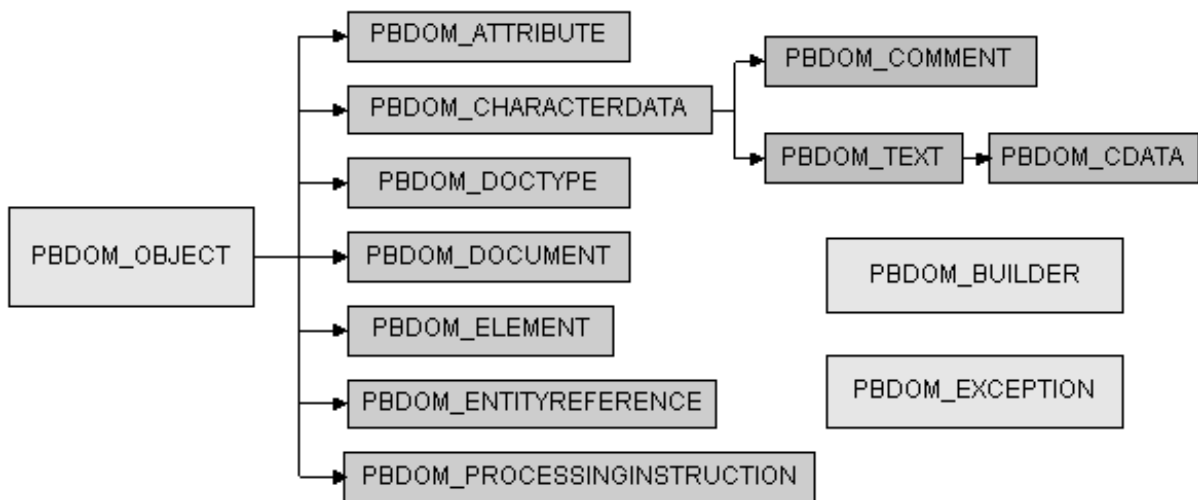 PBDOM_OBJECT
PBDOM_ATTRIBUTE
PBDOM_CHARACTERDATA
PBDOM_DOCTYPE
PBDOM_DOCUMENT
PBDOM_ELEMENT
PBDOM_ENTITYREFERENCE
PBDOM_PROCESSINGINSTRUCTION
PBDOM_COMMENT
PBDOM_TEXT
PBDOM_CDATA
PBDOM_BUILDER
PBDOM_EXCEPTION